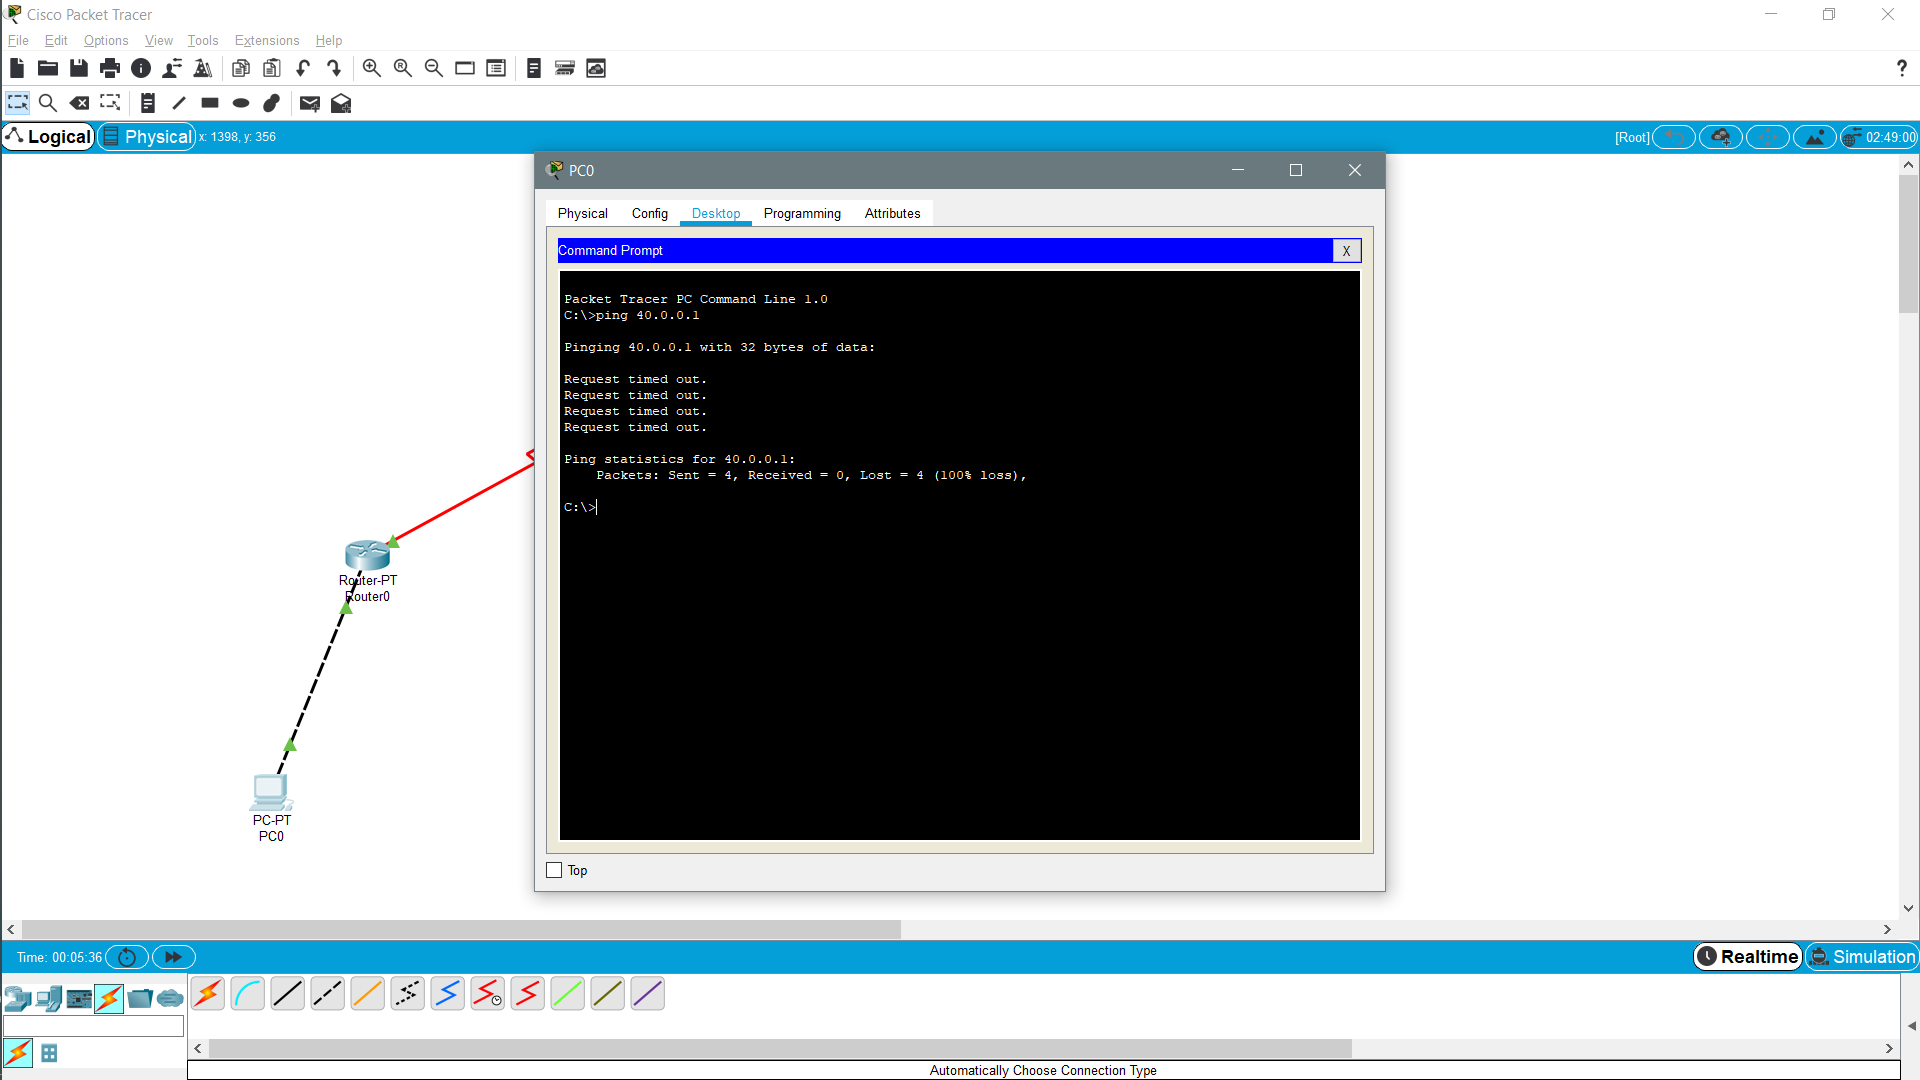 Cisco Packet Tracer
File Edit Options View Tools Extensions Help
?
Logical Physical x: 1398, y: 356 [Root] 02:49:00
PC0
Physical Config Desktop Programming Attributes
Command Prompt X
Packet Tracer PC Command Line 1.0
C:\>ping 40.0.0.1
Pinging 40.0.0.1 with 32 bytes of data:
Request timed out.
Request timed out.
Request timed out.
Request timed out.
Ping statistics for 40.0.0.1:
Packets: Sent = 4, Received = 0, Lost = 4 (100% loss),
C:\>
Router-PT
Router0
PC-PT
PC0
Top
Time: 00:05:36 Realtime Simulation
Automatically Choose Connection Type